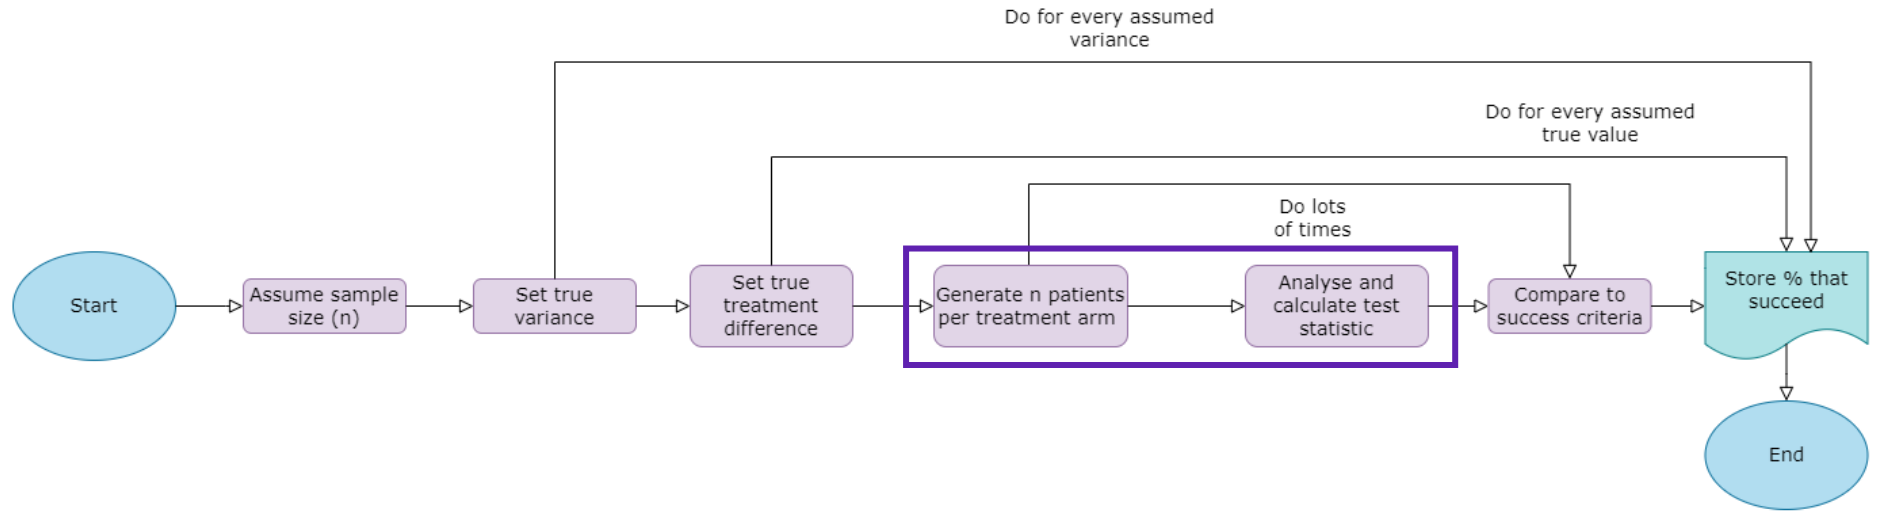 Do for every assumed
variance
Do for every assumed
true value
Do lots
of times
Start
Assume sample
size (n)
Set true
variance
Set true
treatment
difference
Generate n patients
per treatment arm
Analyse and
calculate test
statistic
Compare to
success criteria
Store % that
succeed
End